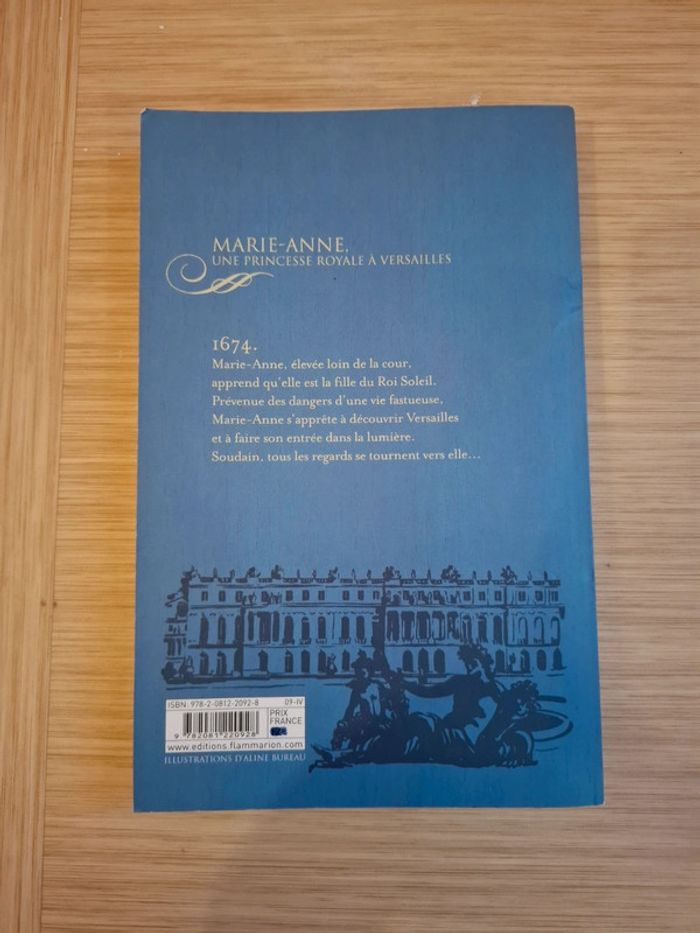 MARIE-ANNE,
UNE PRINCESSE ROYALE À VERSAILLES
1674.
Marie-Anne, élevée loin de la cour,
apprend qu'elle est la fille du Roi Soleil.
Prévenue des dangers d'une vie fastueuse,
Marie-Anne s'apprête à découvrir Versailles
et à faire son entrée dans la lumière.
Soudain, tous les regards se tournent vers elle...
ISBN: 978-2-0812-2092-8
09-IV
PRIX
FRANCE
9 782081 220928
www.editions.flammarion.com
ILLUSTRATIONS D'ALINE BUREAU